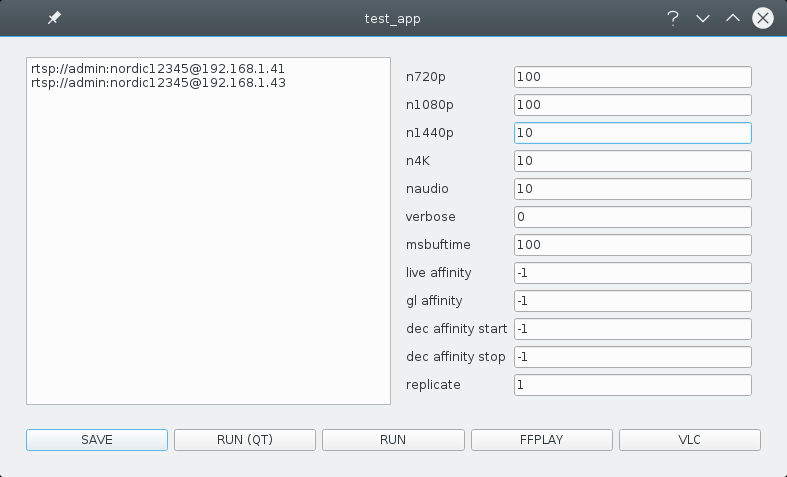 test_app
rtsp://admin:nordic12345@192.168.1.41
rtsp://admin:nordic12345@192.168.1.43
n720p 100
n1080p 100
n1440p 10
n4K 10
naudio 10
verbose 0
msbuftime 100
live affinity -1
gl affinity -1
dec affinity start -1
dec affinity stop -1
replicate 1
SAVE RUN (QT) RUN FFPLAY VLC